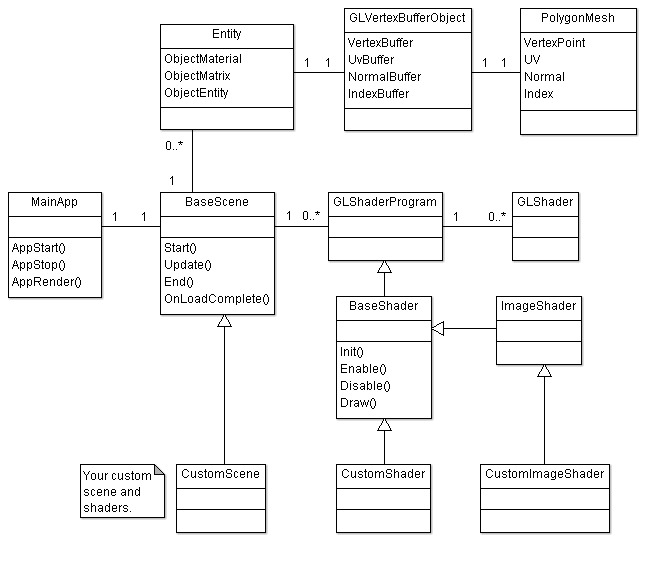 Entity
ObjectMaterial
ObjectMatrix
ObjectEntity
GLVertexBufferObject
VertexBuffer
UvBuffer
NormalBuffer
IndexBuffer
PolygonMesh
VertexPoint
UV
Normal
Index
1 1
1 1
0..*
1
MainApp
AppStart()
AppStop()
AppRender()
1 1
BaseScene
Start()
Update()
End()
OnLoadComplete()
1 0..*
GLShaderProgram
1 0..*
GLShader
BaseShader
Init()
Enable()
Disable()
Draw()
ImageShader
Your custom
scene and
shaders.
CustomScene
CustomShader
CustomImageShader